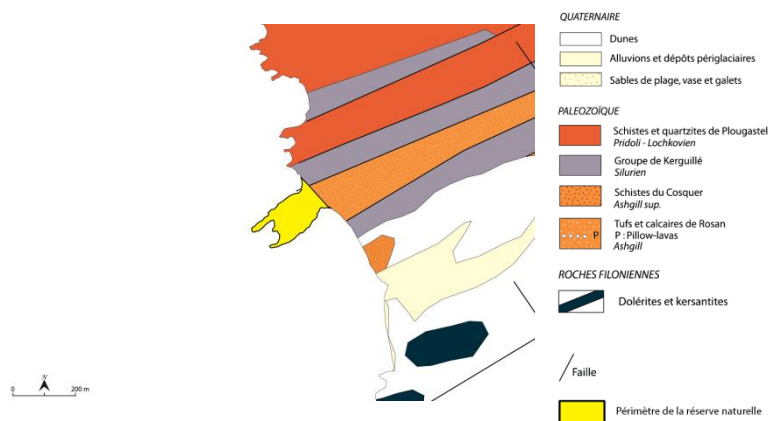 QUATERNAIRE
Dunes
Alluvions et dépôts périglaciaires
Sables de plage, vase et galets
PALEOZOÏQUE
Schistes et quartzites de Plougastel
Pridoli - Lochkovien
Groupe de Kerguillé
Silurien
Schistes du Cosquer
Ashgill sup.
Tufs et calcaires de Rosan
P P : Pillow-lavas
Ashgill
ROCHES FILONIENNES
Dolérites et kersantites
Faille
Périmètre de la réserve naturelle
N
0 200 m